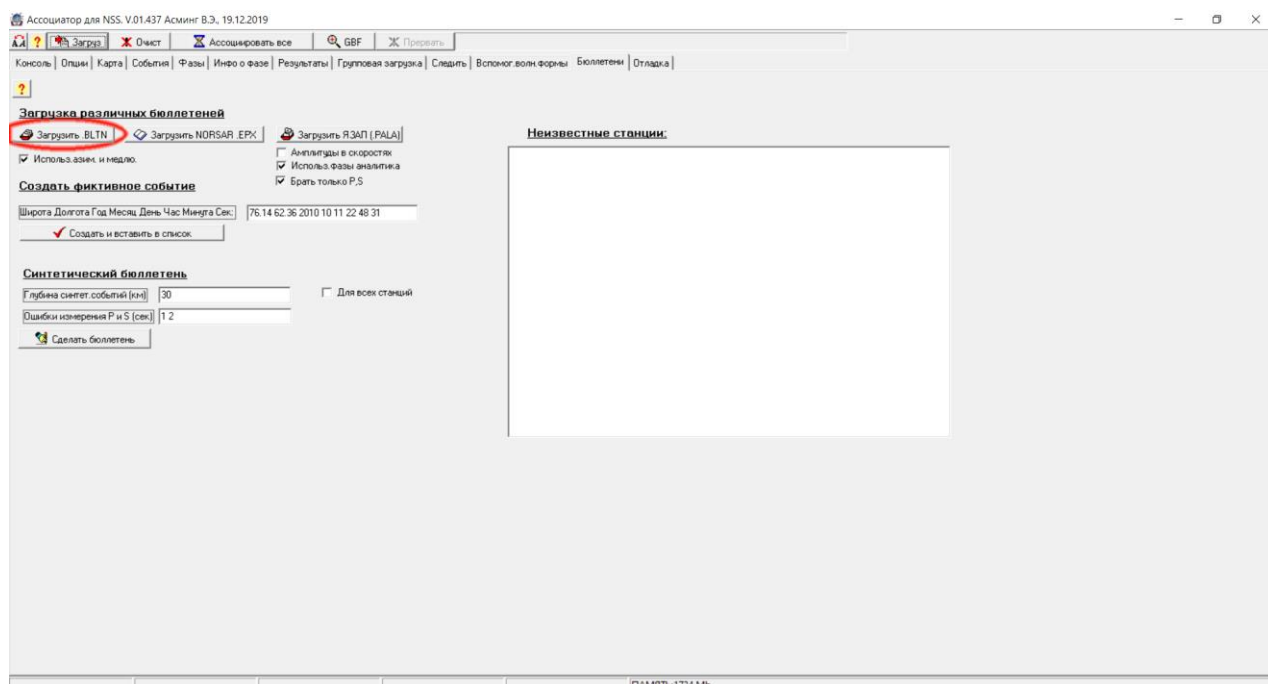 Ассоциатор для NSS. V.01.437 Асминг В.Э., 19.12.2019
? Загруз Очист Ассоциировать все GBF Прервать
Консоль Опции Карта События Фазы Инфо о фазе Результаты Групповая загрузка Следить Вспомог.волн.формы Бюллетени Отладка
?
Загрузка различных бюллетеней
Загрузить .BLTN Загрузить NORSAR .EPX Загрузить ЯЗАП (.PALA) Неизвестные станции:
Использ.азим. и медлю. Амплитуды в скоростях
Использ.фазы аналитика
Брать только P,S
Создать фиктивное событие
Широта Долгота Год Месяц День Час Минута Сек: 76.14 62.36 2010 10 11 22 48 31
Создать и вставить в список
Синтетический бюллетень
Глубина синтет.событий (км) 30 Для всех станций
Ошибки измерения P и S (сек) 1 2
Сделать бюллетень
ПАМЯТЬ 1734 Mb